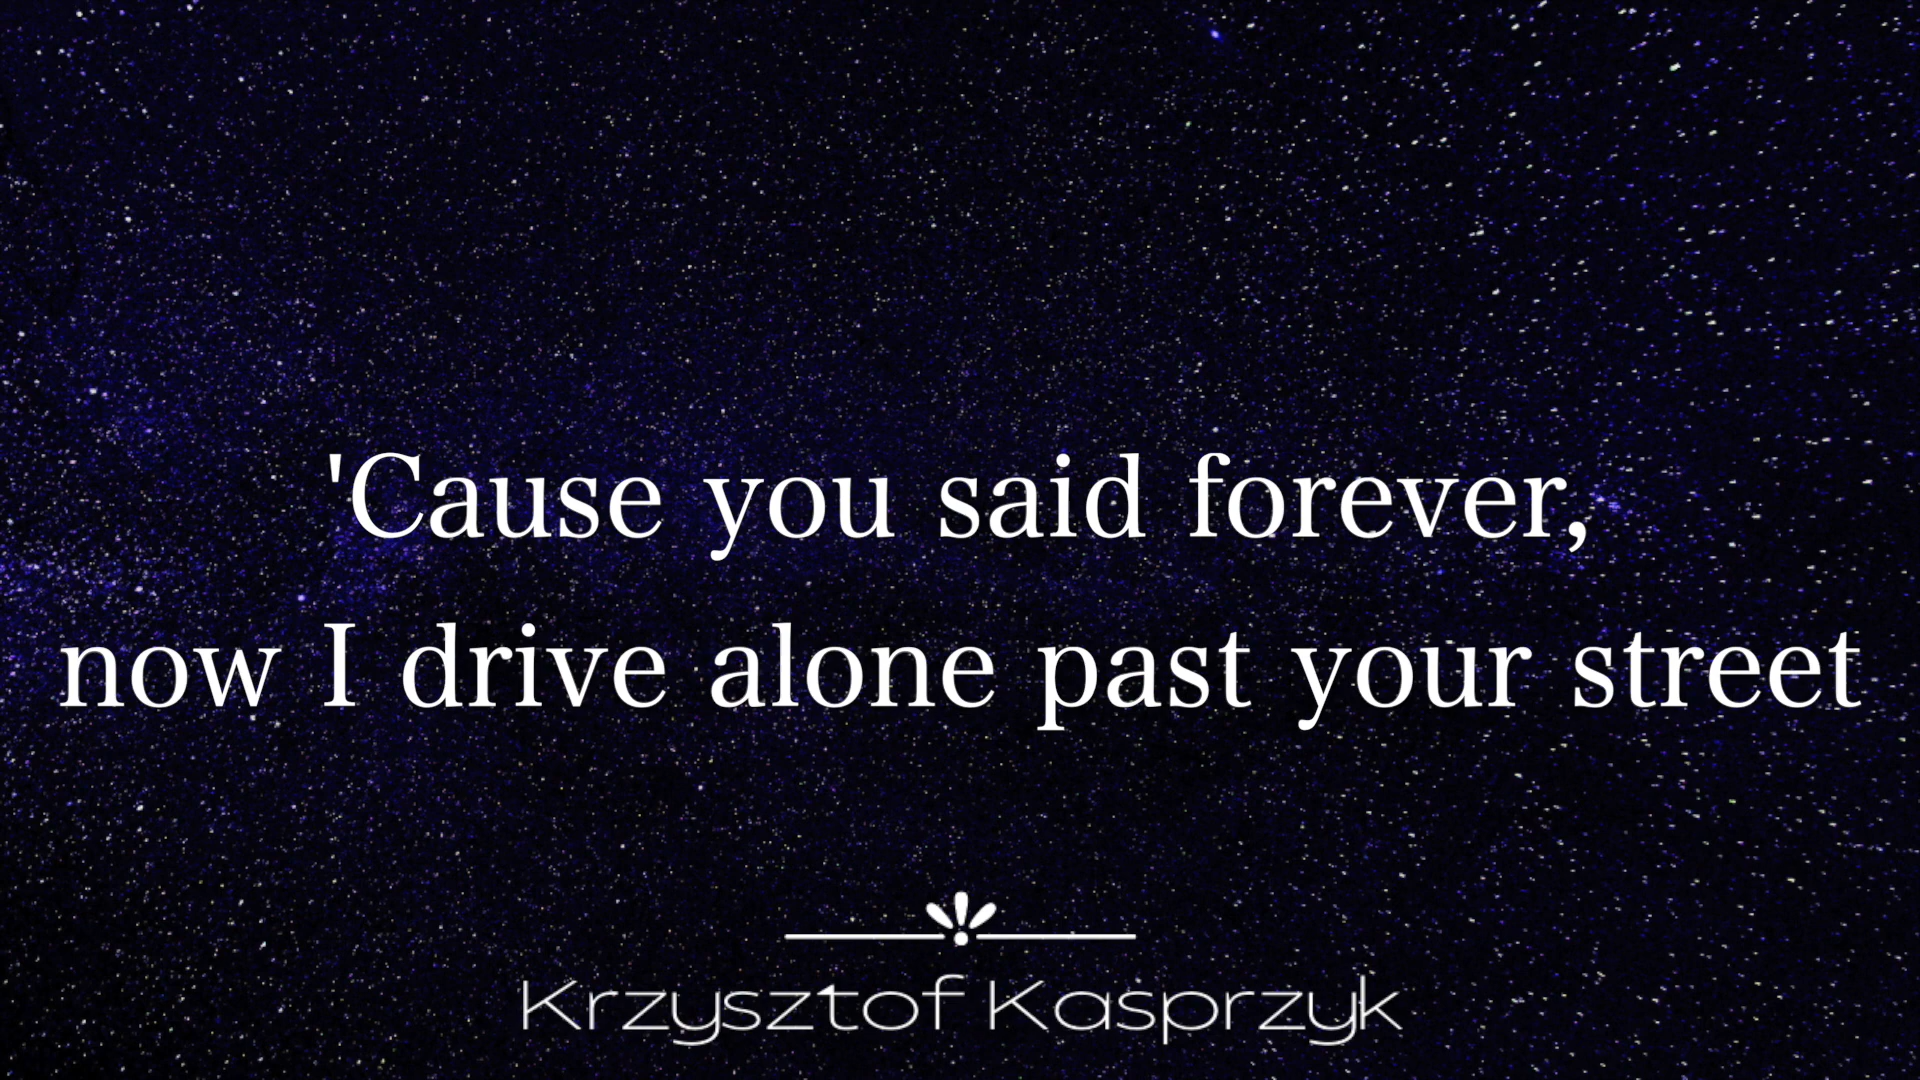 'Cause you said forever,
now I drive alone past your street
Krzysztof Kasprzyk